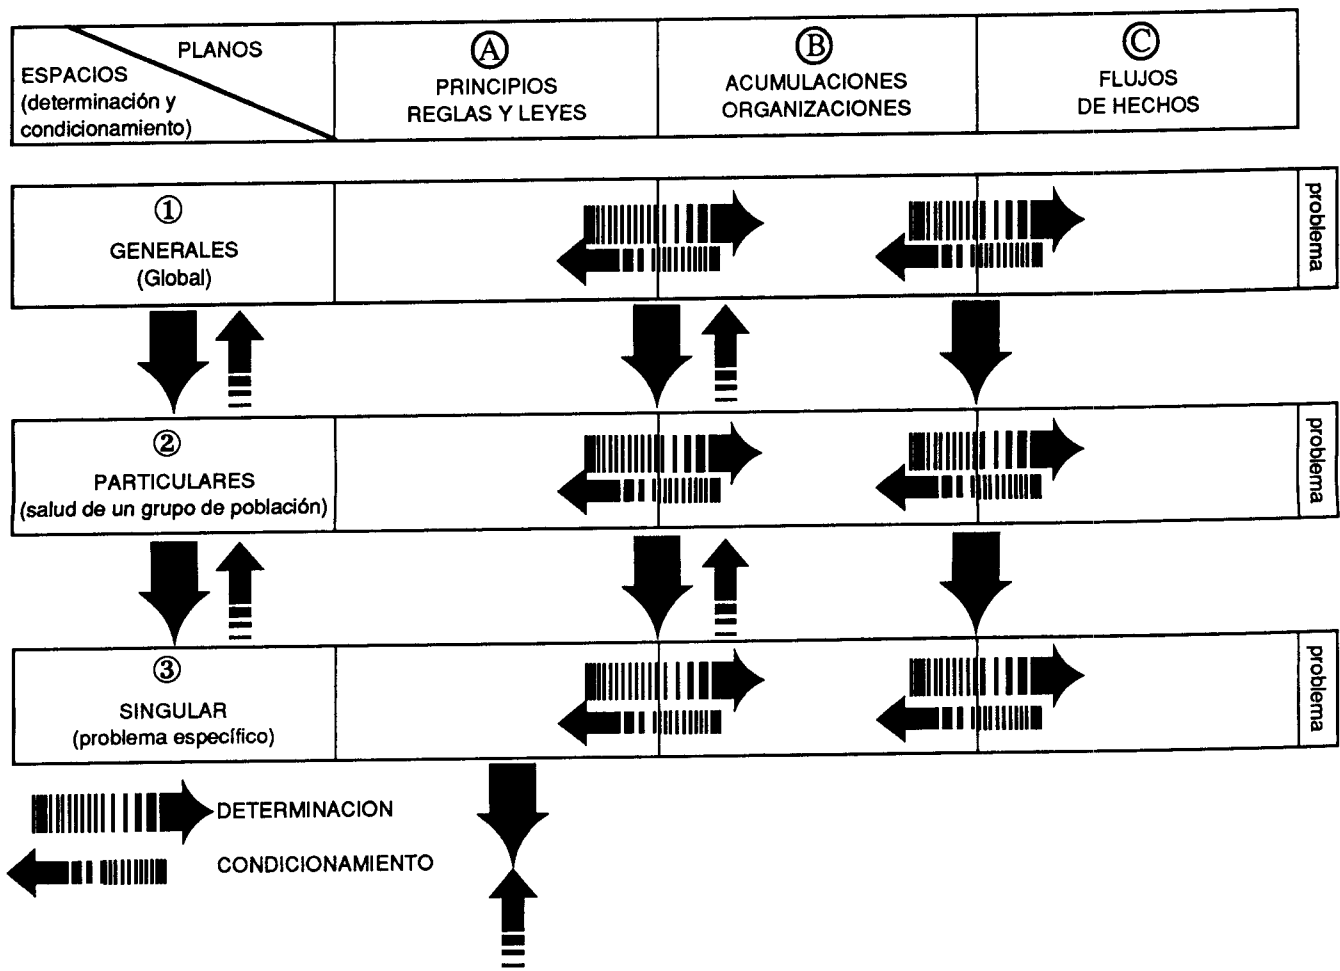 PLANOS
ESPACIOS
(determinación y
condicionamiento)
Ⓐ
PRINCIPIOS
REGLAS Y LEYES
Ⓑ
ACUMULACIONES
ORGANIZACIONES
Ⓒ
FLUJOS
DE HECHOS
①
GENERALES
(Global)
problema
②
PARTICULARES
(salud de un grupo de población)
problema
③
SINGULAR
(problema específico)
problema
DETERMINACION
CONDICIONAMIENTO